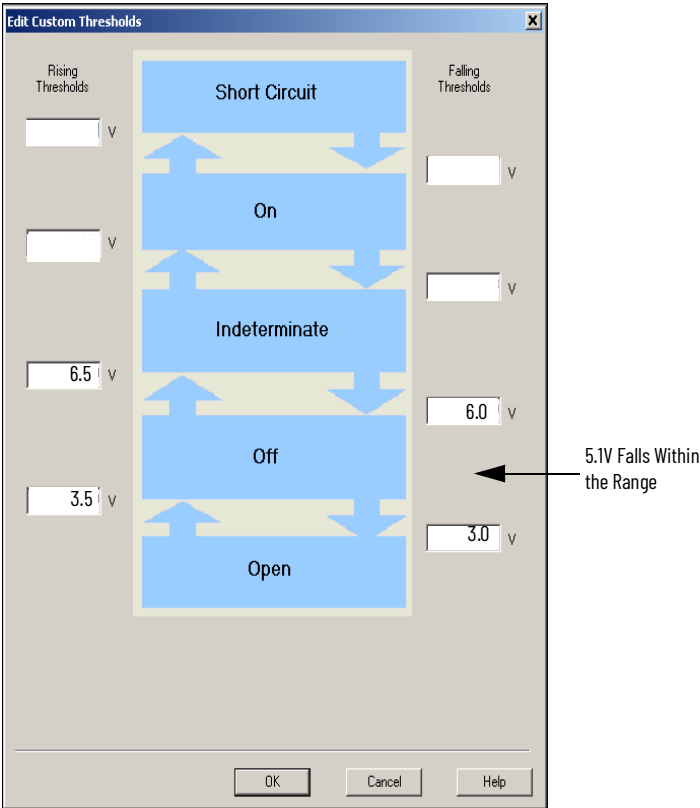 Edit Custom Thresholds
Rising
Thresholds
Short Circuit
Falling
Thresholds
V
V
On
V
V
Indeterminate
6.5 V
6.0 V
Off
5.1V Falls Within
the Range
3.5 V
3.0 V
Open
OK
Cancel
Help